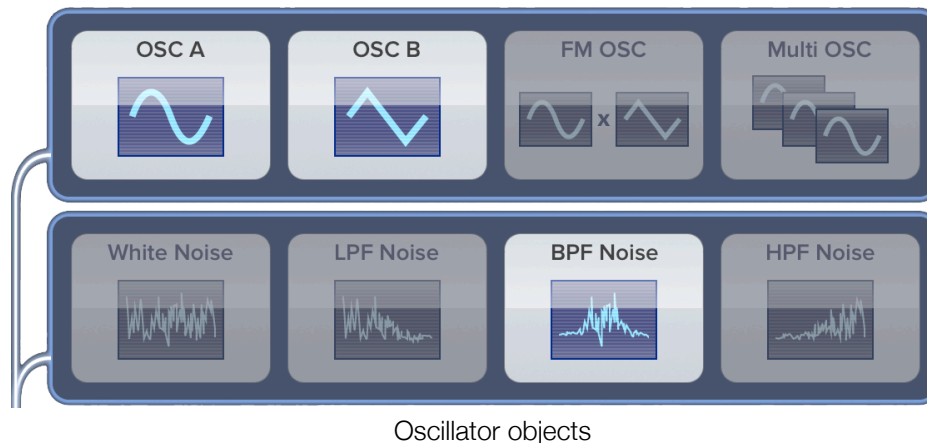 OSC A
OSC B
FM OSC
Multi OSC
x
White Noise
LPF Noise
BPF Noise
HPF Noise
Oscillator objects